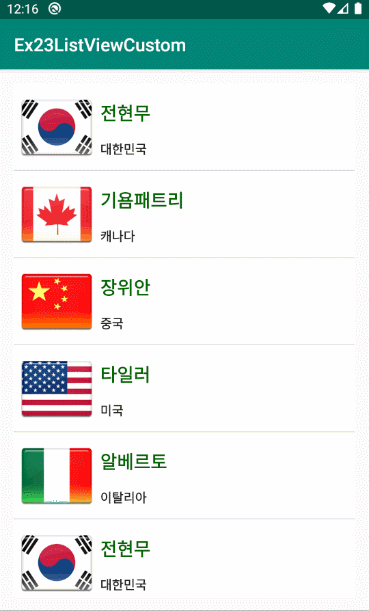 12:16
Ex23ListViewCustom
전현무
대한민국
기욤패트리
캐나다
장위안
중국
타일러
미국
알베르토
이탈리아
전현무
대한민국